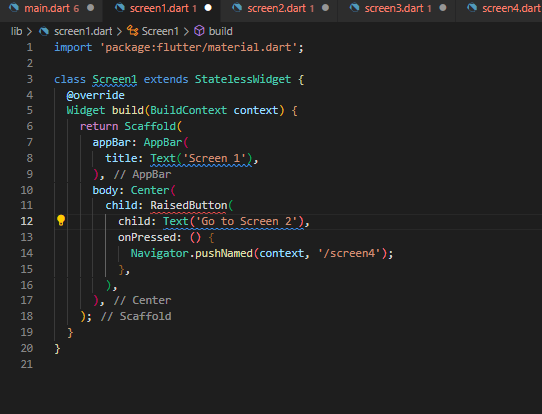 main.dart 6
screen1.dart 1
screen2.dart 1
screen3.dart 1
screen4.dart
lib > screen1.dart > Screen1 > build
1 import 'package:flutter/material.dart';
2
3 class Screen1 extends StatelessWidget {
4 @override
5 Widget build(BuildContext context) {
6 return Scaffold(
7 appBar: AppBar(
8 title: Text('Screen 1'),
9 ), // AppBar
10 body: Center(
11 child: RaisedButton(
12 child: Text('Go to Screen 2'),
13 onPressed: () {
14 Navigator.pushNamed(context, '/screen4');
15 },
16 ),
17 ), // Center
18 ); // Scaffold
19 }
20 }
21